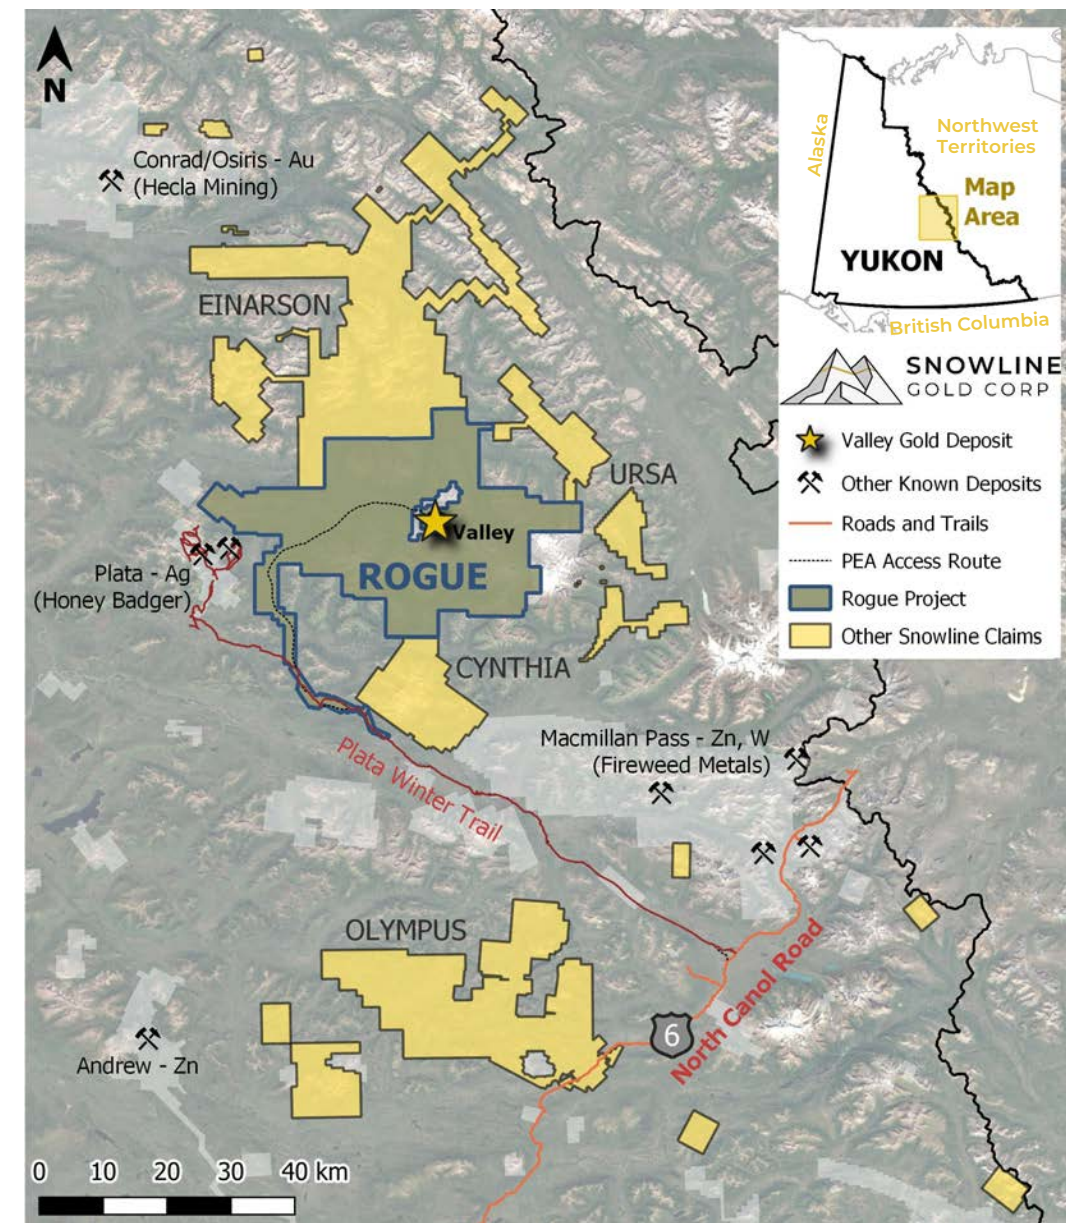 N
Conrad/Osiris - Au
(Hecla Mining)
EINARSON
URSA
Valley
ROGUE
Plata - Ag
(Honey Badger)
CYNTHIA
Macmillan Pass - Zn, W
(Fireweed Metals)
Plata Winter Trail
OLYMPUS
North Canol Road
6
Andrew - Zn
0 10 20 30 40 km
Alaska
Northwest
Territories
Map
Area
YUKON
British Columbia
SNOWLINE
GOLD CORP
Valley Gold Deposit
Other Known Deposits
Roads and Trails
PEA Access Route
Rogue Project
Other Snowline Claims